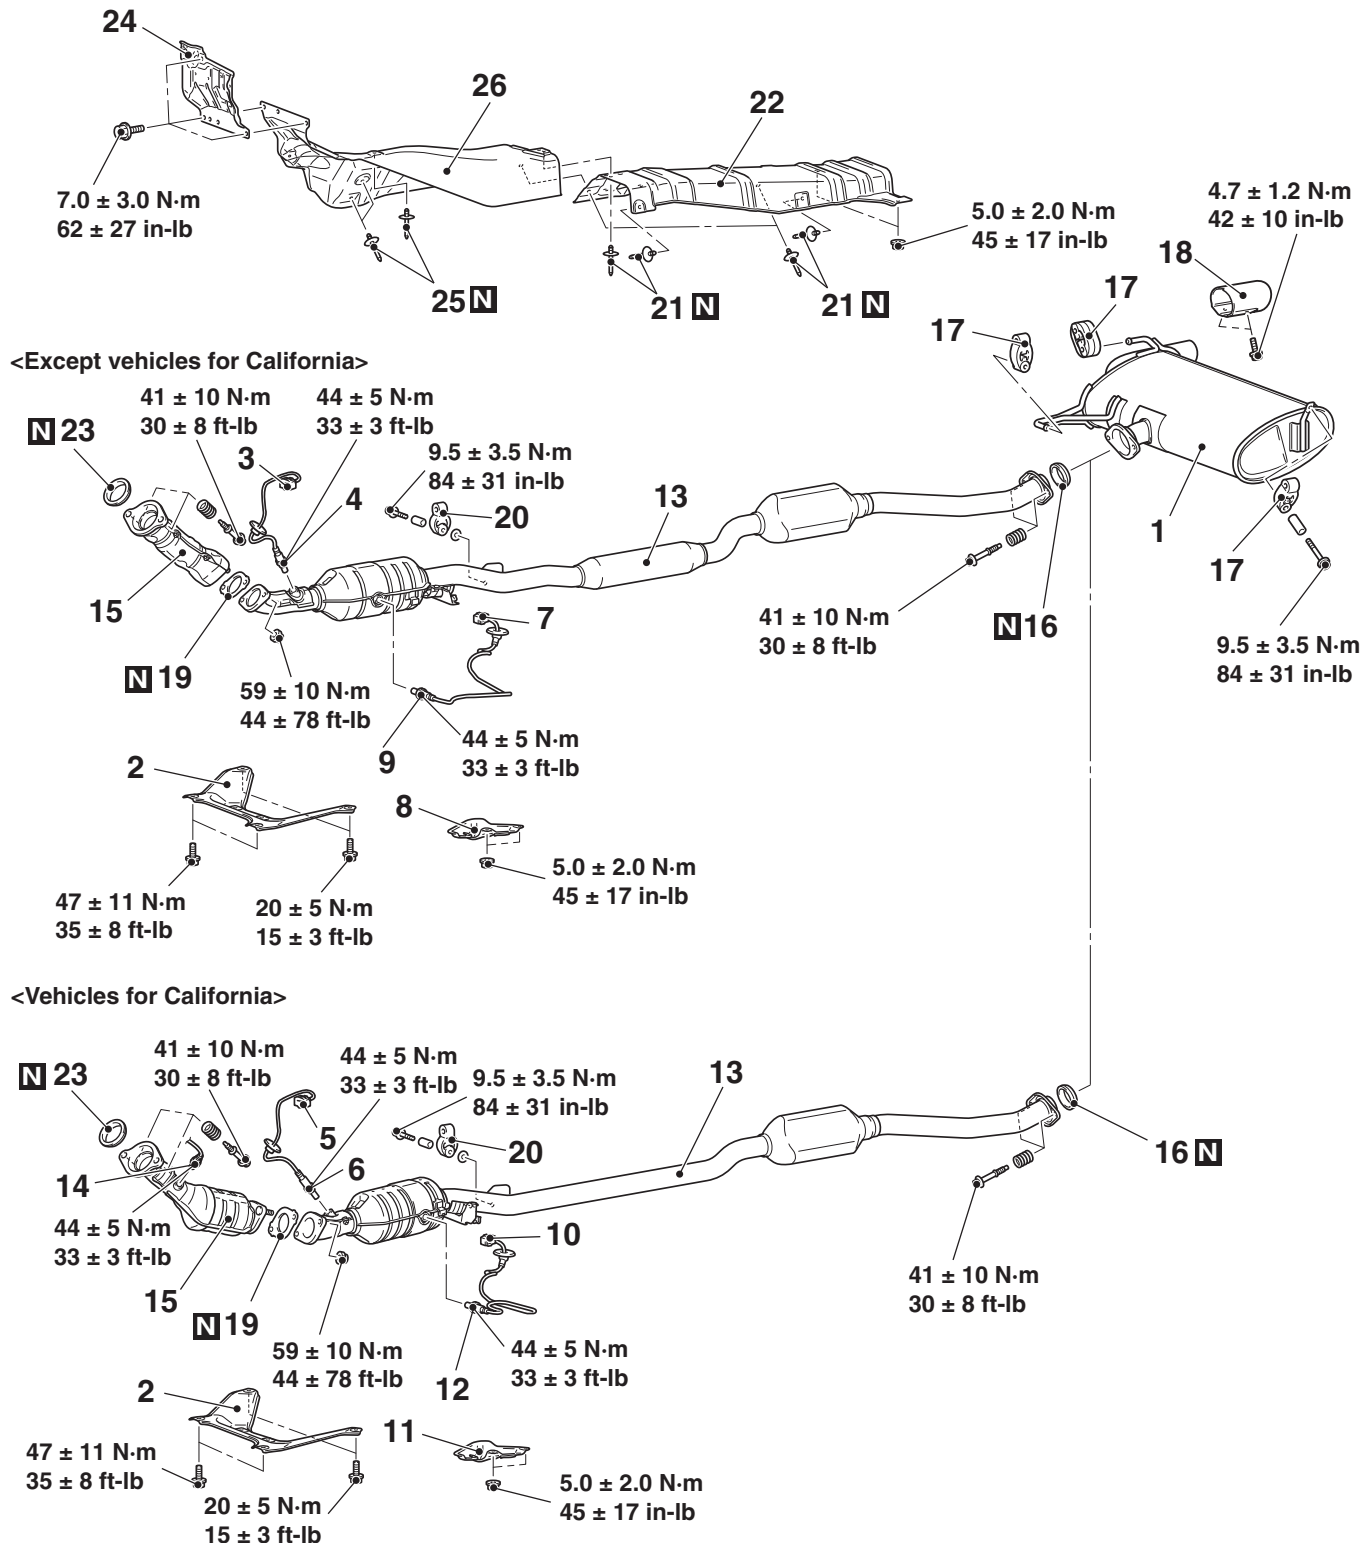 24
26
22
7.0 ± 3.0 N·m
62 ± 27 in-lb
5.0 ± 2.0 N·m
45 ± 17 in-lb
4.7 ± 1.2 N·m
42 ± 10 in-lb
18
25 N
21 N
21 N
17
17
<Except vehicles for California>
41 ± 10 N·m
30 ± 8 ft-lb
44 ± 5 N·m
33 ± 3 ft-lb
N 23
3
4
9.5 ± 3.5 N·m
84 ± 31 in-lb
20
13
1
17
15
7
41 ± 10 N·m
30 ± 8 ft-lb
N 16
9.5 ± 3.5 N·m
84 ± 31 in-lb
N 19
59 ± 10 N·m
44 ± 78 ft-lb
9
44 ± 5 N·m
33 ± 3 ft-lb
2
8
5.0 ± 2.0 N·m
45 ± 17 in-lb
47 ± 11 N·m
35 ± 8 ft-lb
20 ± 5 N·m
15 ± 3 ft-lb
<Vehicles for California>
41 ± 10 N·m
30 ± 8 ft-lb
44 ± 5 N·m
33 ± 3 ft-lb
N 23
9.5 ± 3.5 N·m
84 ± 31 in-lb
13
5
6
20
16 N
14
44 ± 5 N·m
33 ± 3 ft-lb
15
10
N 19
41 ± 10 N·m
30 ± 8 ft-lb
59 ± 10 N·m
44 ± 78 ft-lb
12
44 ± 5 N·m
33 ± 3 ft-lb
2
11
47 ± 11 N·m
35 ± 8 ft-lb
20 ± 5 N·m
15 ± 3 ft-lb
5.0 ± 2.0 N·m
45 ± 17 in-lb